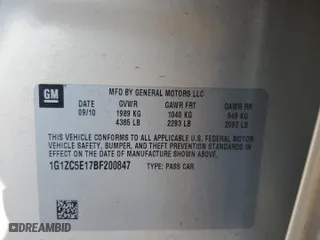 GM
MFD BY GENERAL MOTORS LLC
DATE GVWR GAWR FRT GAWR RR
09/10 1989 KG 1040 KG 949 KG
4385 LB 2293 LB 2092 LB
THIS VEHICLE CONFORMS TO ALL APPLICABLE U.S. FEDERAL MOTOR
VEHICLE SAFETY, BUMPER, AND THEFT PREVENTION STANDARDS
IN EFFECT ON THE DATE OF MANUFACTURE SHOWN ABOVE.
1G1ZC5E17BF200847 TYPE: PASS CAR
BIDFAX